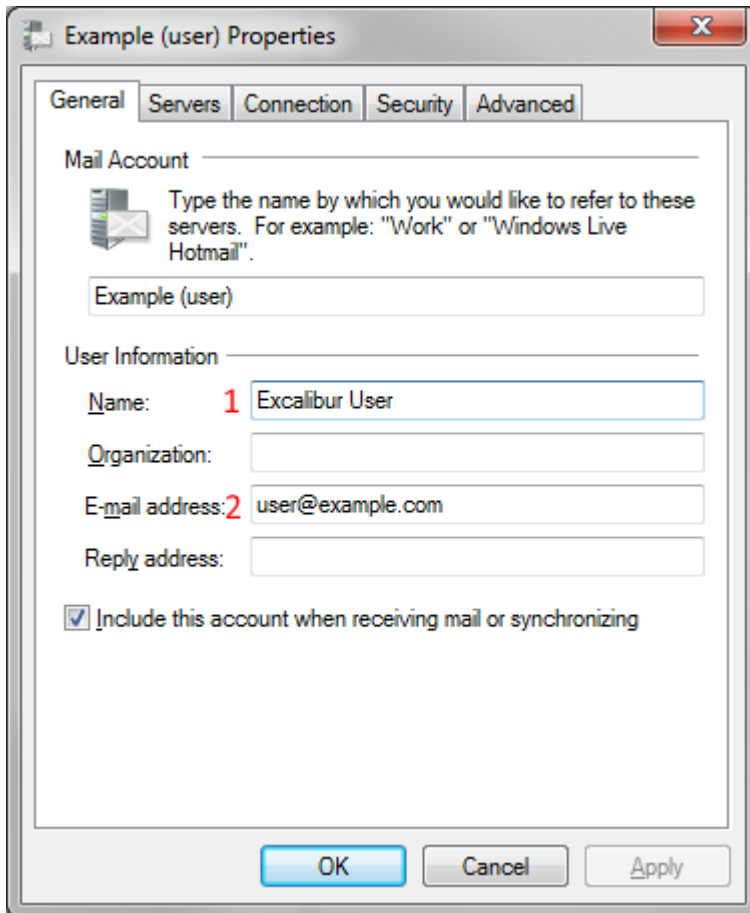 Example (user) Properties
General Servers Connection Security Advanced
Mail Account
Type the name by which you would like to refer to these
servers.  For example: "Work" or "Windows Live
Hotmail".
Example (user)
User Information
Name: 1 Excalibur User
Organization:
E-mail address: 2 user@example.com
Reply address:
Include this account when receiving mail or synchronizing
OK Cancel Apply